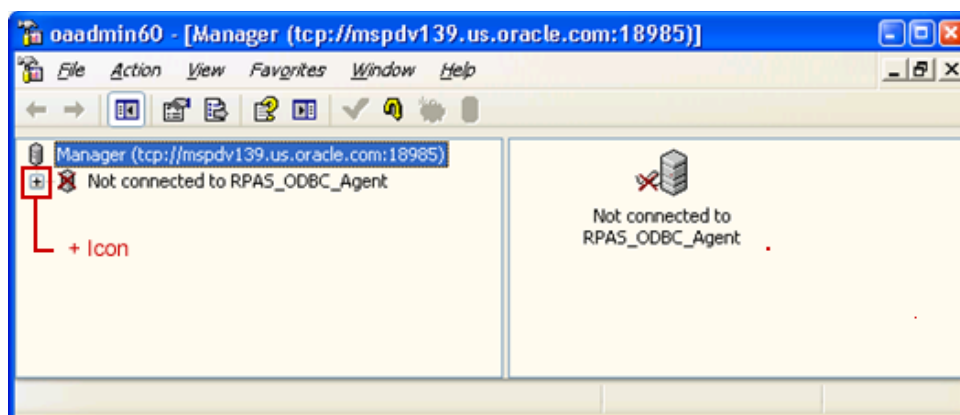 oaadmin60 - [Manager (tcp://mspdv139.us.oracle.com:18985)]
File Action View Favorites Window Help
Manager (tcp://mspdv139.us.oracle.com:18985)
Not connected to RPAS_ODBC_Agent
+ Icon
Not connected to
RPAS_ODBC_Agent